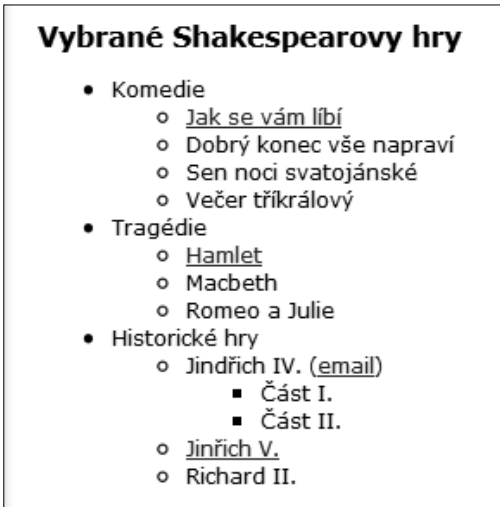 Vybrané Shakespearovy hry
Komedie
Jak se vám líbí
Dobrý konec vše napraví
Sen noci svatojánské
Večer tříkrálový
Tragédie
Hamlet
Macbeth
Romeo a Julie
Historické hry
Jindřich IV. (email)
Část I.
Část II.
Jinřich V.
Richard II.